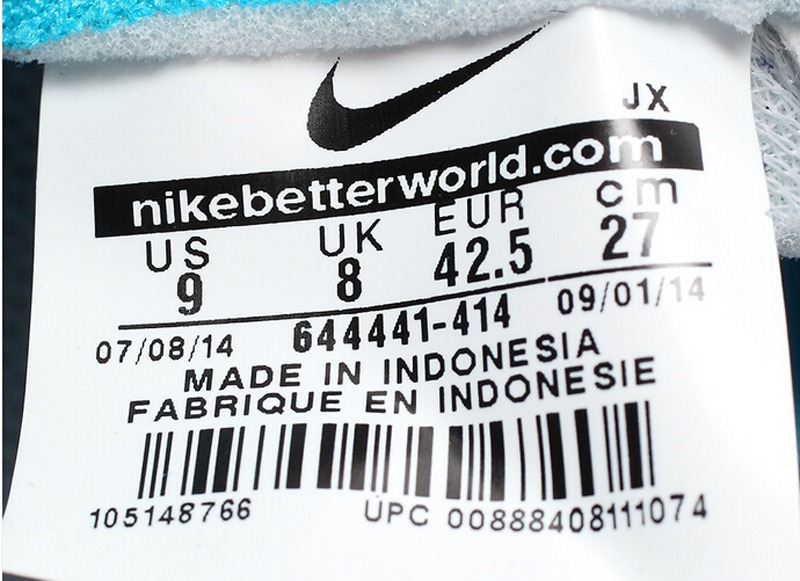 JX
nikebetterworld.com
US UK EUR cm
9 8 42.5 27
07/08/14 644441-414 09/01/14
MADE IN INDONESIA
FABRIQUE EN INDONESIE
105148766 UPC 00888408111074